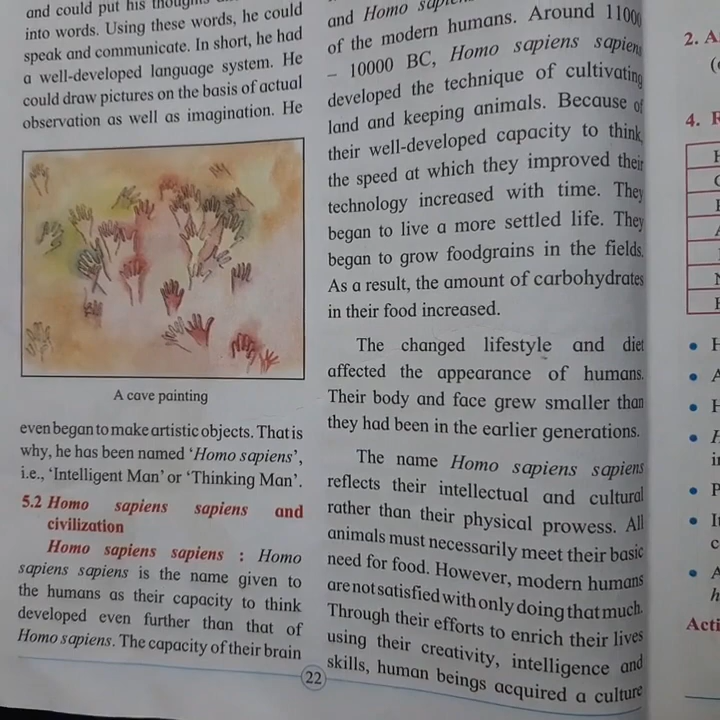 and could put his thoughts
into words. Using these words, he could
speak and communicate. In short, he had
a well-developed language system. He
could draw pictures on the basis of actual
observation as well as imagination. He
A cave painting
even began to make artistic objects. That is
why, he has been named ‘Homo sapiens’,
i.e., ‘Intelligent Man’ or ‘Thinking Man’.
5.2 Homo sapiens sapiens and
civilization
Homo sapiens sapiens : Homo
sapiens sapiens is the name given to
the humans as their capacity to think
developed even further than that of
Homo sapiens. The capacity of their brain
and Homo
of the modern humans. Around 11000
– 10000 BC, Homo sapiens sapiens
developed the technique of cultivating
land and keeping animals. Because of
their well-developed capacity to think,
the speed at which they improved their
technology increased with time. They
began to live a more settled life. They
began to grow foodgrains in the fields.
As a result, the amount of carbohydrates
in their food increased.
The changed lifestyle and diet
affected the appearance of humans.
Their body and face grew smaller than
they had been in the earlier generations.
The name Homo sapiens sapiens
reflects their intellectual and cultural
rather than their physical prowess. All
animals must necessarily meet their basic
need for food. However, modern humans
are not satisfied with only doing that much.
Through their efforts to enrich their lives
using their creativity, intelligence and
skills, human beings acquired a culture
22
2.
4.
Acti